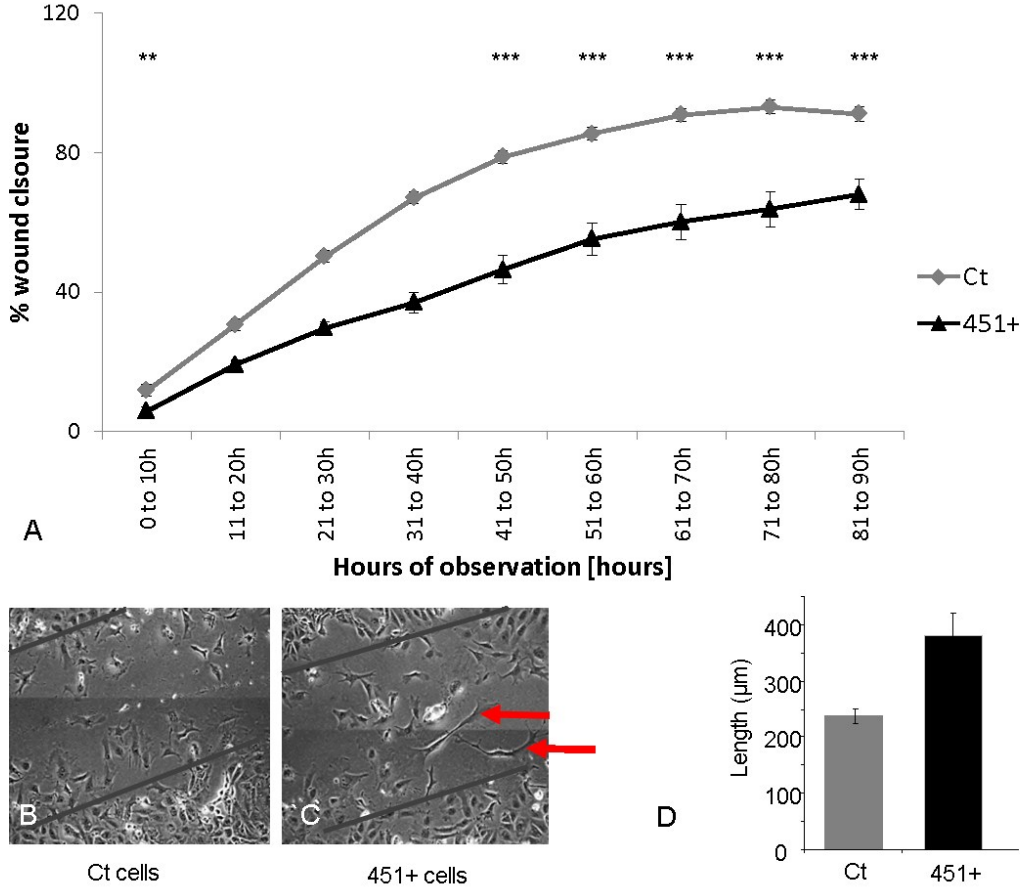 120
80
40
0
% wound clsoure
** *** *** *** *** ***
Ct
451+
0 to 10h
11 to 20h
21 to 30h
31 to 40h
41 to 50h
51 to 60h
61 to 70h
71 to 80h
81 to 90h
A
Hours of observation [hours]
B
C
Ct cells
451+ cells
400
300
200
100
0
Length (µm)
D
Ct
451+